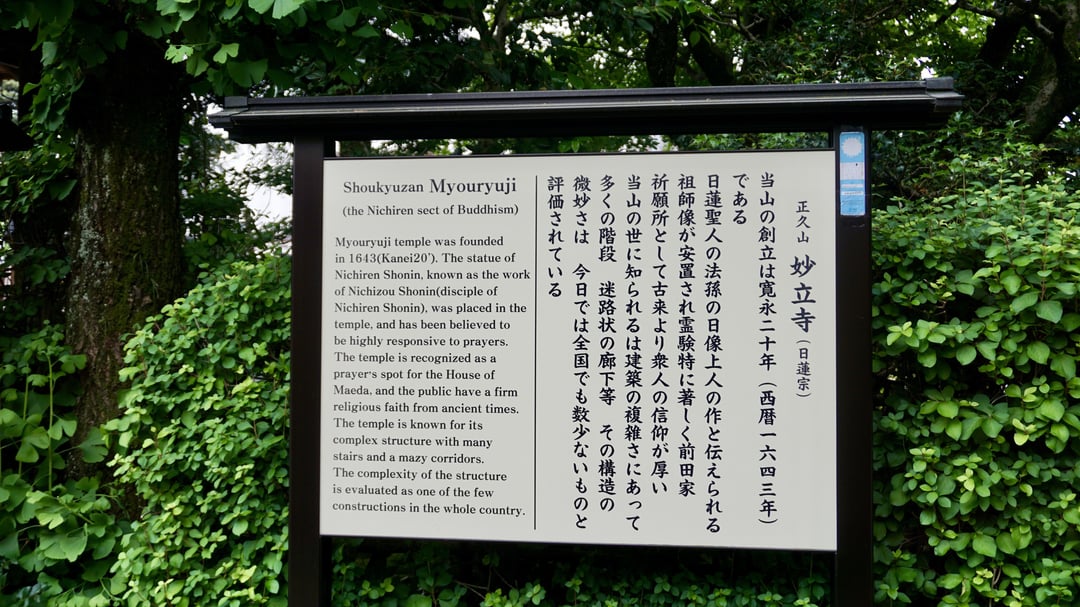 Shoukyuzan Myouryuji
(the Nichiren sect of Buddhism)
Myouryuji temple was founded
in 1643(Kanei20'). The statue of
Nichiren Shonin, known as the work
of Nichizou Shonin(disciple of
Nichiren Shonin), was placed in the
temple, and has been believed to
be highly responsive to prayers.
The temple is recognized as a
prayer's spot for the House of
Maeda, and the public have a firm
religious faith from ancient times.
The temple is known for its
complex structure with many
stairs and a mazy corridors.
The complexity of the structure
is evaluated as one of the few
constructions in the whole country.
正久山 妙立寺(日蓮宗)
当山の創立は寛永二十年(西暦一六四三年)
である
日蓮聖人の法孫の日像上人の作と伝えられる
祖師像が安置され霊験特に著しく前田家
祈願所として古来より衆人の信仰が厚い
当山の世に知られるは建築の複雑さにあって
多くの階段 迷路状の廊下等 その構造の
微妙さは 今日では全国でも数少ないものと
評価されている